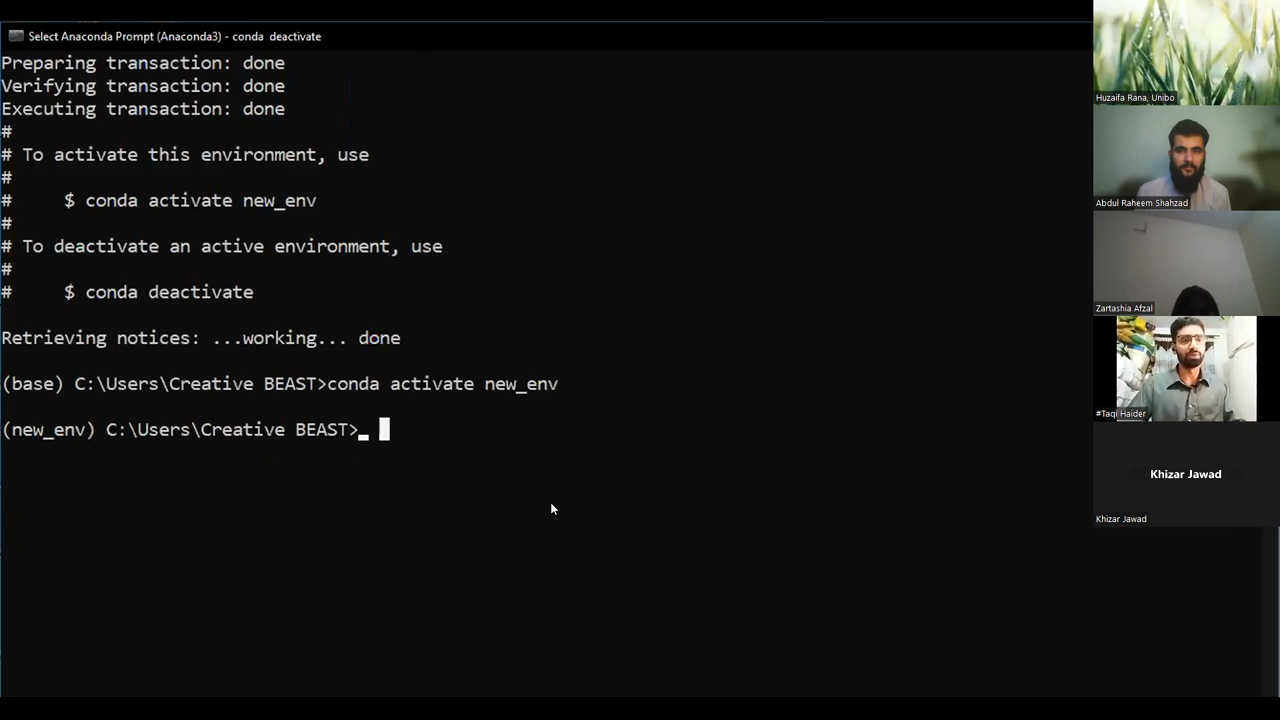 Select Anaconda Prompt (Anaconda3) - conda  deactivate
Preparing transaction: done
Verifying transaction: done
Executing transaction: done
#
# To activate this environment, use
#
#     $ conda activate new_env
#
# To deactivate an active environment, use
#
#     $ conda deactivate
Retrieving notices: ...working... done
(base) C:\Users\Creative BEAST>conda activate new_env
(new_env) C:\Users\Creative BEAST>_
Huzaifa Rana, Unibo
Abdul Raheem Shahzad
Zartashia Afzal
#Taqi Haider
Khizar Jawad
Khizar Jawad